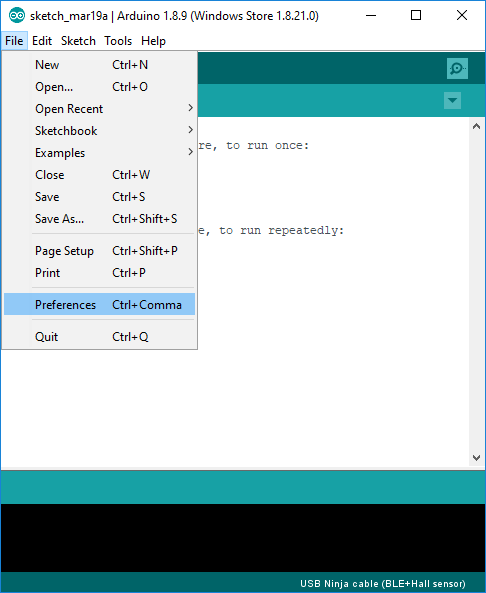 sketch_mar19a | Arduino 1.8.9 (Windows Store 1.8.21.0)
File Edit Sketch Tools Help
New Ctrl+N
Open... Ctrl+O
Open Recent
Sketchbook
Examples
Close Ctrl+W
Save Ctrl+S
Save As... Ctrl+Shift+S
Page Setup Ctrl+Shift+P
Print Ctrl+P
Preferences Ctrl+Comma
Quit Ctrl+Q
re, to run once:
e, to run repeatedly:
USB Ninja cable (BLE+Hall sensor)